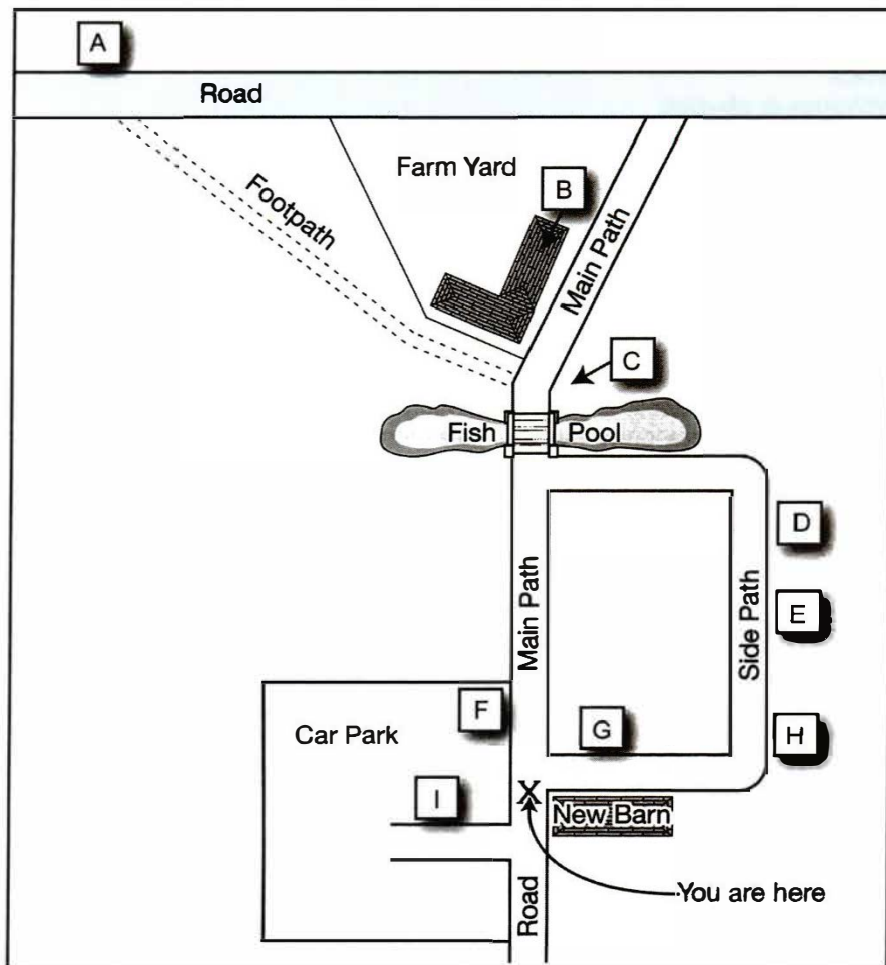 A
Road
Farm Yard
B
Footpath
Main Path
C
Fish Pool
D
Main Path
Side Path
E
F
G
H
Car Park
I
X
New Barn
You are here
Road